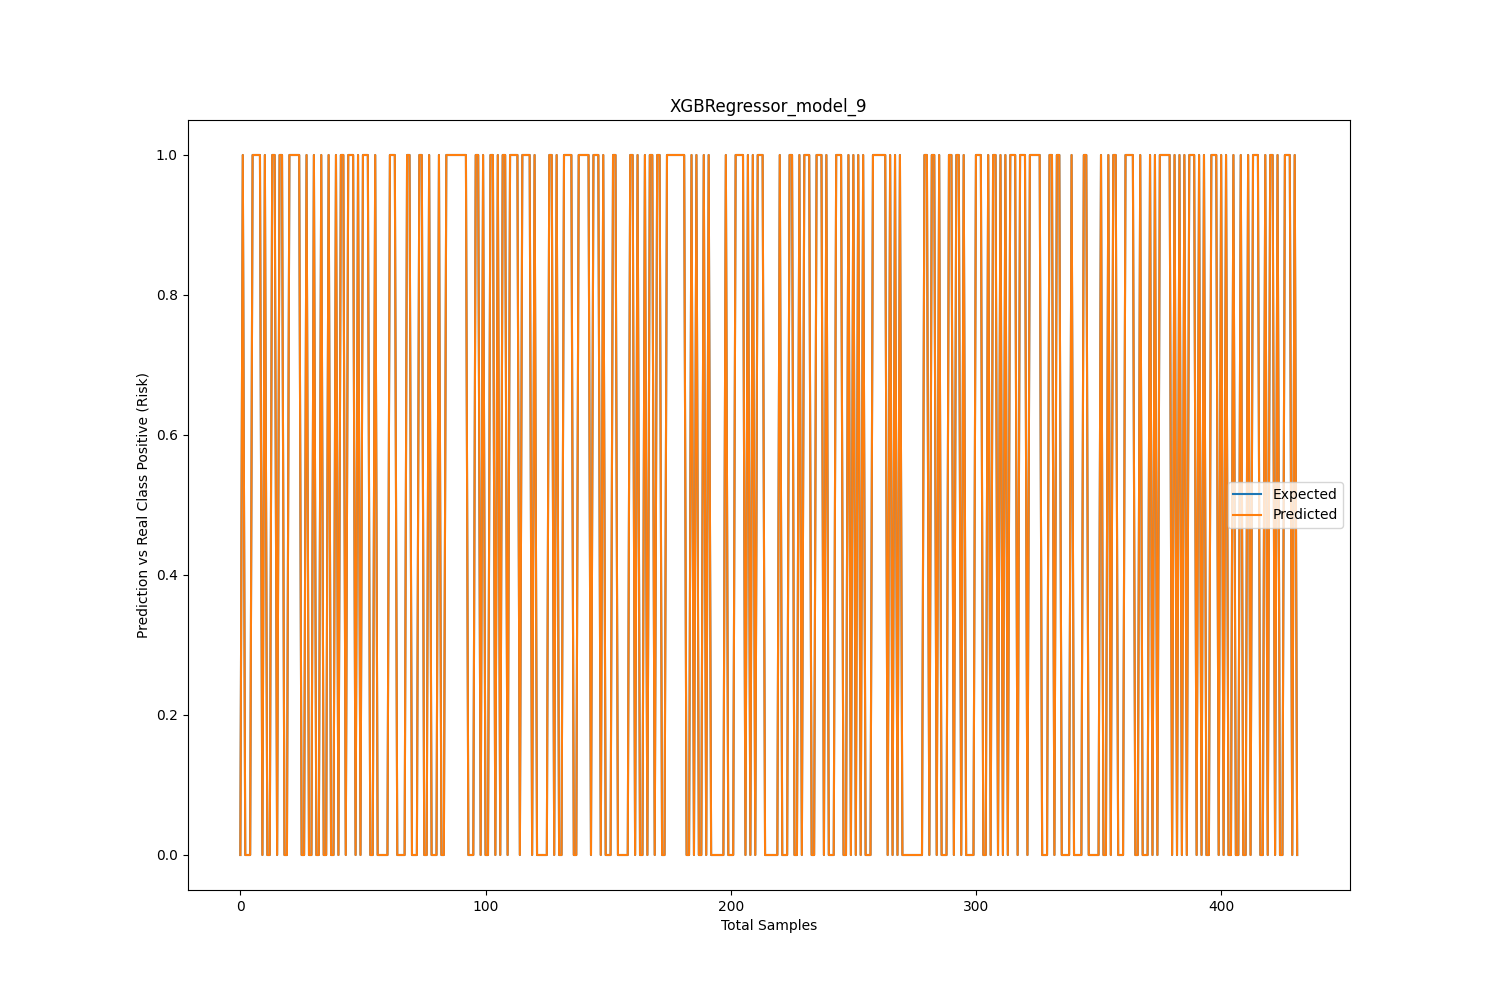 XGBRegressor_model_9
Prediction vs Real Class Positive (Risk)
1.0
0.8
0.6
0.4
0.2
0.0
Expected
Predicted
0 100 200 300 400
Total Samples